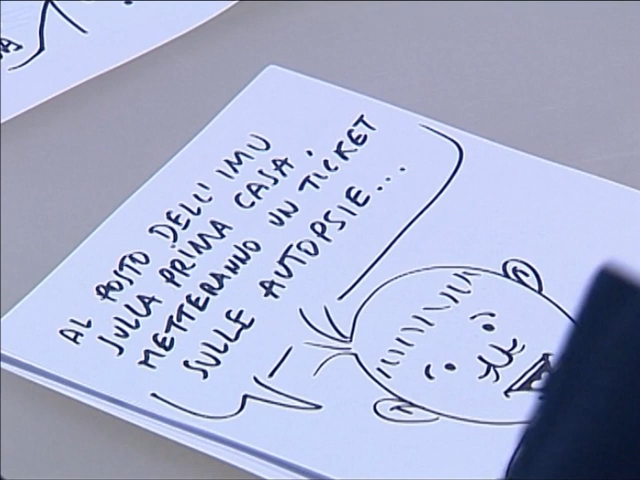 AL POSTO DELL'IMU
SULLA PRIMA CASA,
METTERANNO UN TICKET
SULLE AUTOPSIE...